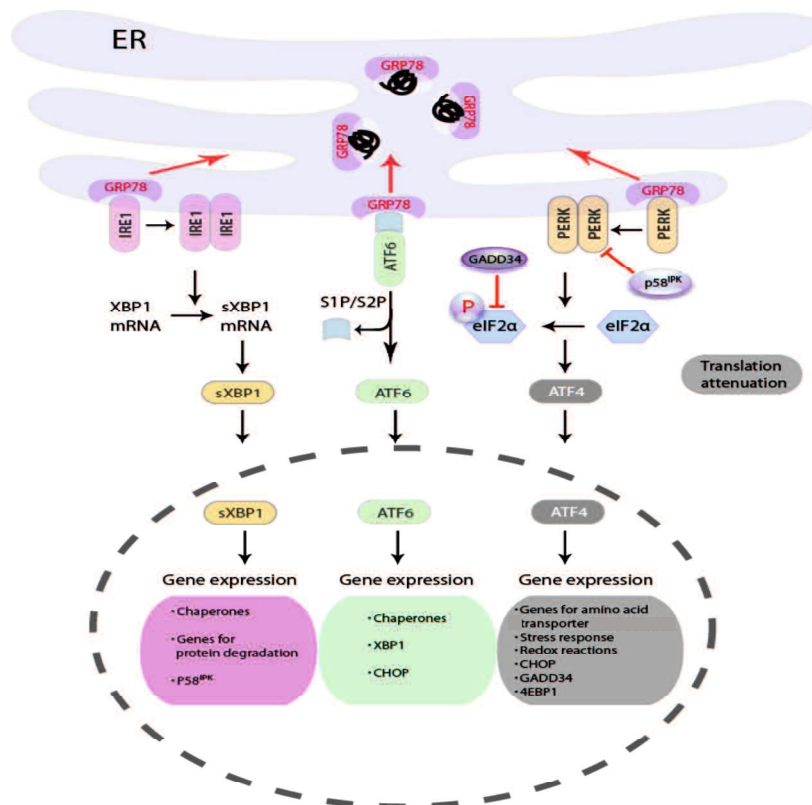 ER
GRP78
GRP78
GRP78
GRP78
GRP78
GRP78
IRE1
IRE1
IRE1
ATF6
PERK
PERK
PERK
GADD34
p58IPK
XBP1
mRNA
sXBP1
mRNA
S1P/S2P
P
eIF2α
eIF2α
Translation
attenuation
sXBP1
ATF6
ATF4
sXBP1
ATF6
ATF4
Gene expression
Gene expression
Gene expression
· Chaperones
· Genes for
protein degradation
· P58IPK
· Chaperones
· XBP1
· CHOP
· Genes for amino acid
transporter
· Stress response
· Redox reactions
· CHOP
· GADD34
· 4EBP1